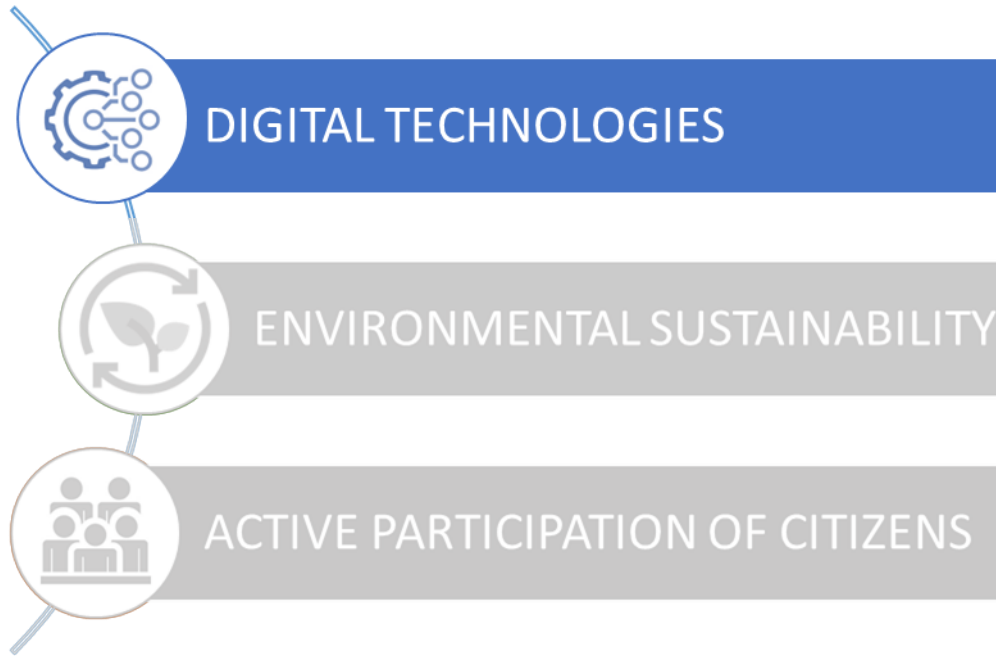 DIGITAL TECHNOLOGIES
ENVIRONMENTAL SUSTAINABILITY
ACTIVE PARTICIPATION OF CITIZENS